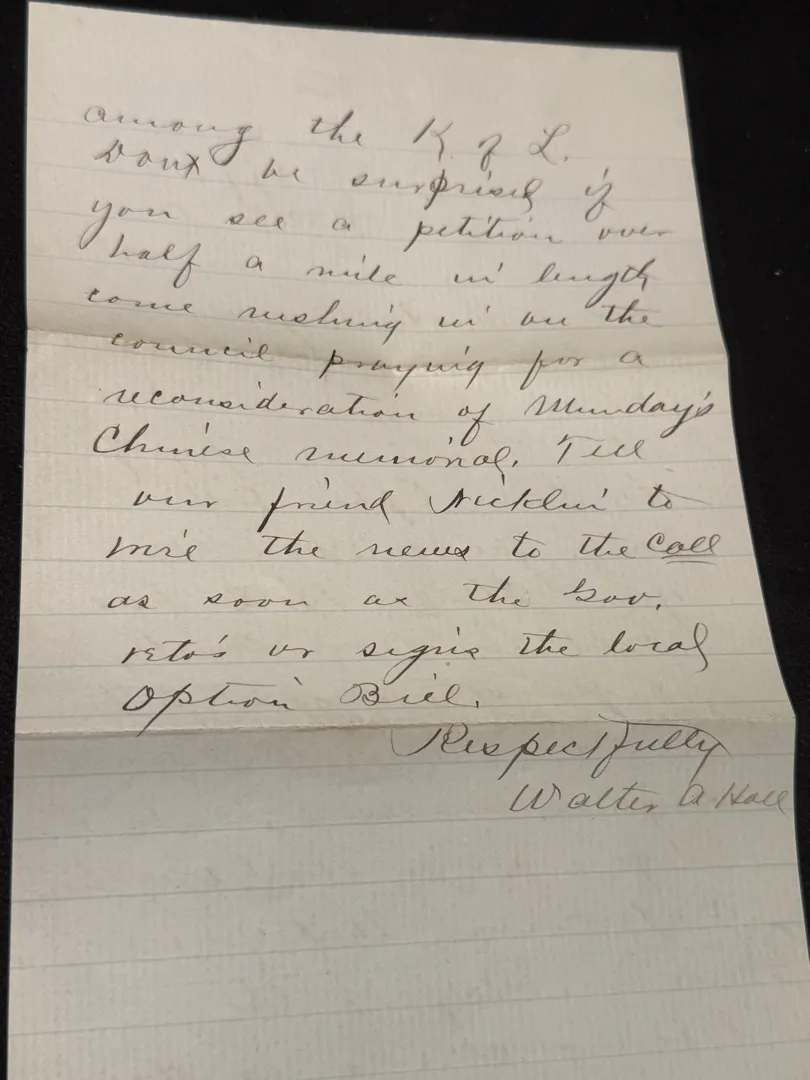 among the K. of L.
Dont be surprised if
you see a petition over
half a mile in length
come rushing in on the
council praying for a
reconsideration of Munday's
Chinese memorial. Tell
our friend Nicklin to
wire the news to the Call
as soon as the Gov.
veto's or signs the local
Option Bill.
Respectfully
Walter A Hall